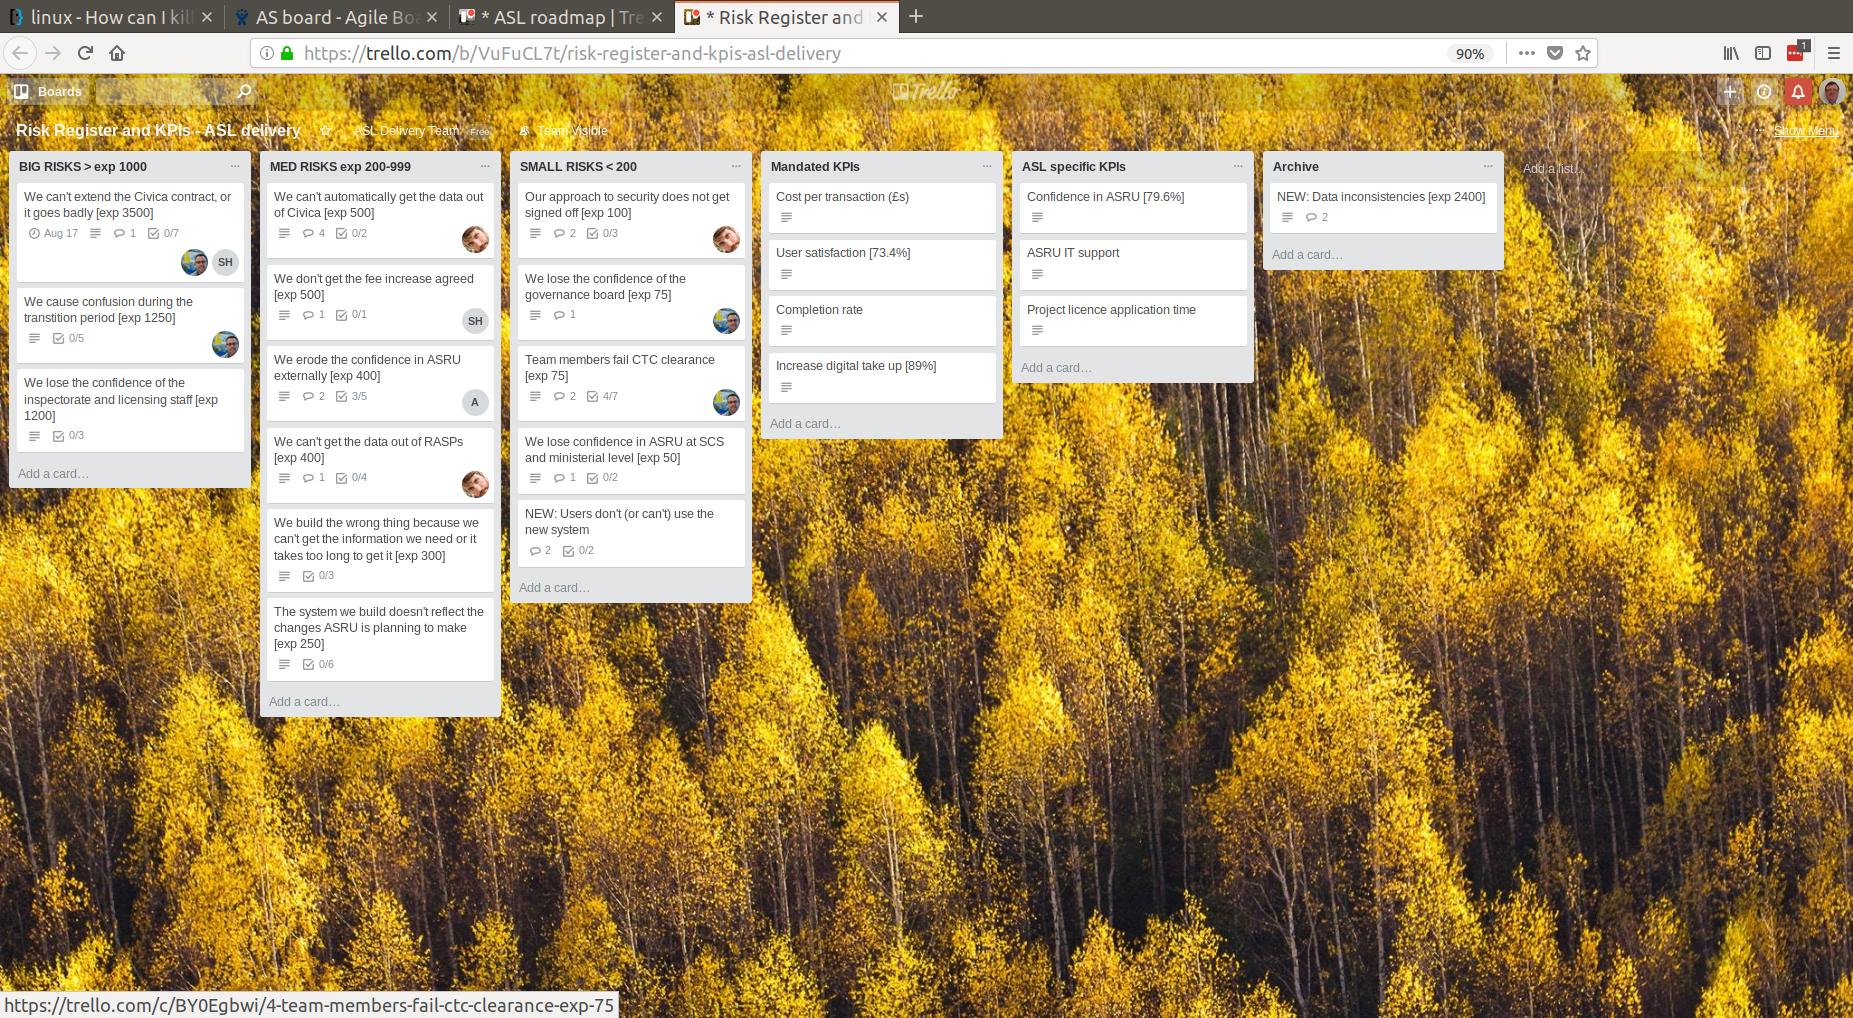 linux - How can I kil
AS board - Agile Boa
* ASL roadmap | Tre
* Risk Register and
https://trello.com/b/VuFuCL7t/risk-register-and-kpis-asl-delivery
90%
1
Boards
Trello
Risk Register and KPIs - ASL delivery
ASL Delivery Team
Free
Team Visible
Show Menu
BIG RISKS > exp 1000
We can't extend the Civica contract, or
it goes badly [exp 3500]
Aug 17
1
0/7
SH
We cause confusion during the
transtition period [exp 1250]
0/5
We lose the confidence of the
inspectorate and licensing staff [exp
1200]
0/3
Add a card…
MED RISKS exp 200-999
We can't automatically get the data out
of Civica [exp 500]
4
0/2
We don't get the fee increase agreed
[exp 500]
1
0/1
SH
We erode the confidence in ASRU
externally [exp 400]
2
3/5
A
We can't get the data out of RASPs
[exp 400]
1
0/4
We build the wrong thing because we
can't get the information we need or it
takes too long to get it [exp 300]
0/3
The system we build doesn't reflect the
changes ASRU is planning to make
[exp 250]
0/6
Add a card…
SMALL RISKS < 200
Our approach to security does not get
signed off [exp 100]
2
0/3
We lose the confidence of the
governance board [exp 75]
1
Team members fail CTC clearance
[exp 75]
2
4/7
We lose confidence in ASRU at SCS
and ministerial level [exp 50]
1
0/2
NEW: Users don't (or can't) use the
new system
2
0/2
Add a card…
Mandated KPIs
Cost per transaction (£s)
User satisfaction [73.4%]
Completion rate
Increase digital take up [89%]
Add a card…
ASL specific KPIs
Confidence in ASRU [79.6%]
ASRU IT support
Project licence application time
Add a card…
Archive
NEW: Data inconsistencies [exp 2400]
2
Add a card…
Add a list…
https://trello.com/c/BY0Egbwi/4-team-members-fail-ctc-clearance-exp-75